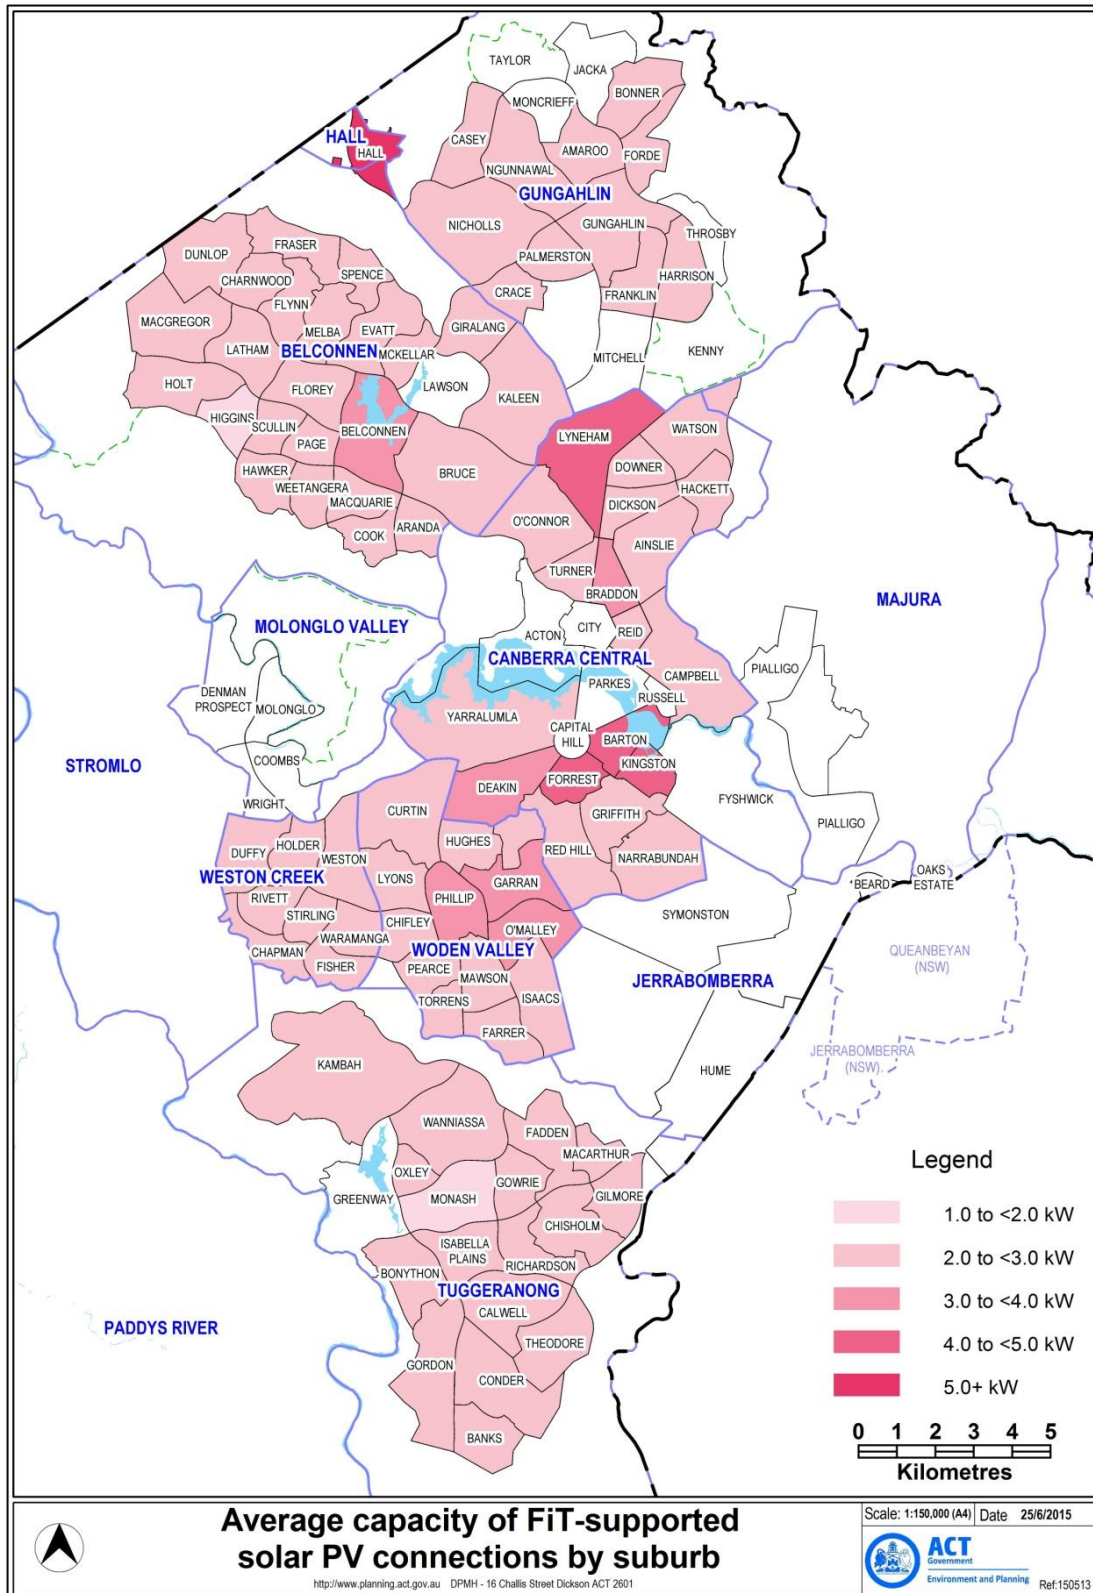 TAYLOR
JACKA
MONCRIEFF
BONNER
HALL
HALL
CASEY
AMAROO
FORDE
NGUNNAWAL
GUNGAHLIN
NICHOLLS
GUNGAHLIN
THROSBY
PALMERSTON
HARRISON
DUNLOP
FRASER
SPENCE
CHARNWOOD
CRACE
FRANKLIN
FLYNN
MACGREGOR
MELBA
EVATT
GIRALANG
LATHAM
BELCONNEN
MCKELLAR
MITCHELL
KENNY
HOLT
FLOREY
LAWSON
KALEEN
HIGGINS
SCULLIN
BELCONNEN
LYNEHAM
WATSON
PAGE
HAWKER
BRUCE
DOWNER
WEETANGERA
HACKETT
MACQUARIE
DICKSON
COOK
ARANDA
O'CONNOR
AINSLIE
TURNER
BRADDON
MAJURA
MOLONGLO VALLEY
ACTON
CITY
REID
CANBERRA CENTRAL
PIALLIGO
CAMPBELL
PARKES
DENMAN
PROSPECT
MOLONGLO
RUSSELL
YARRALUMLA
CAPITAL
HILL
BARTON
STROMLO
COOMBS
KINGSTON
FORREST
DEAKIN
WRIGHT
FYSHWICK
CURTIN
GRIFFITH
PIALLIGO
HUGHES
RED HILL
HOLDER
DUFFY
WESTON
NARRABUNDAH
WESTON CREEK
LYONS
GARRAN
OAKS
ESTATE
BEARD
RIVETT
PHILLIP
STIRLING
CHIFLEY
SYMONSTON
O'MALLEY
WARAMANGA
CHAPMAN
WODEN VALLEY
QUEANBEYAN
(NSW)
FISHER
PEARCE
MAWSON
JERRABOMBERRA
TORRENS
ISAACS
FARRER
JERRABOMBERRA
(NSW)
KAMBAH
HUME
WANNIASSA
FADDEN
MACARTHUR
OXLEY
GOWRIE
GREENWAY
MONASH
GILMORE
CHISHOLM
ISABELLA
PLAINS
BONYTHON
RICHARDSON
TUGGERANONG
CALWELL
PADDYS RIVER
THEODORE
GORDON
CONDER
BANKS
Legend
1.0 to <2.0 kW
2.0 to <3.0 kW
3.0 to <4.0 kW
4.0 to <5.0 kW
5.0+ kW
0 1 2 3 4 5
Kilometres
Average capacity of FiT-supported
solar PV connections by suburb
http://www.planning.act.gov.au DPMH - 16 Challis Street Dickson ACT 2601
Scale: 1:150,000 (A4) Date 25/6/2015
ACT
Government
Environment and Planning
Ref:150513